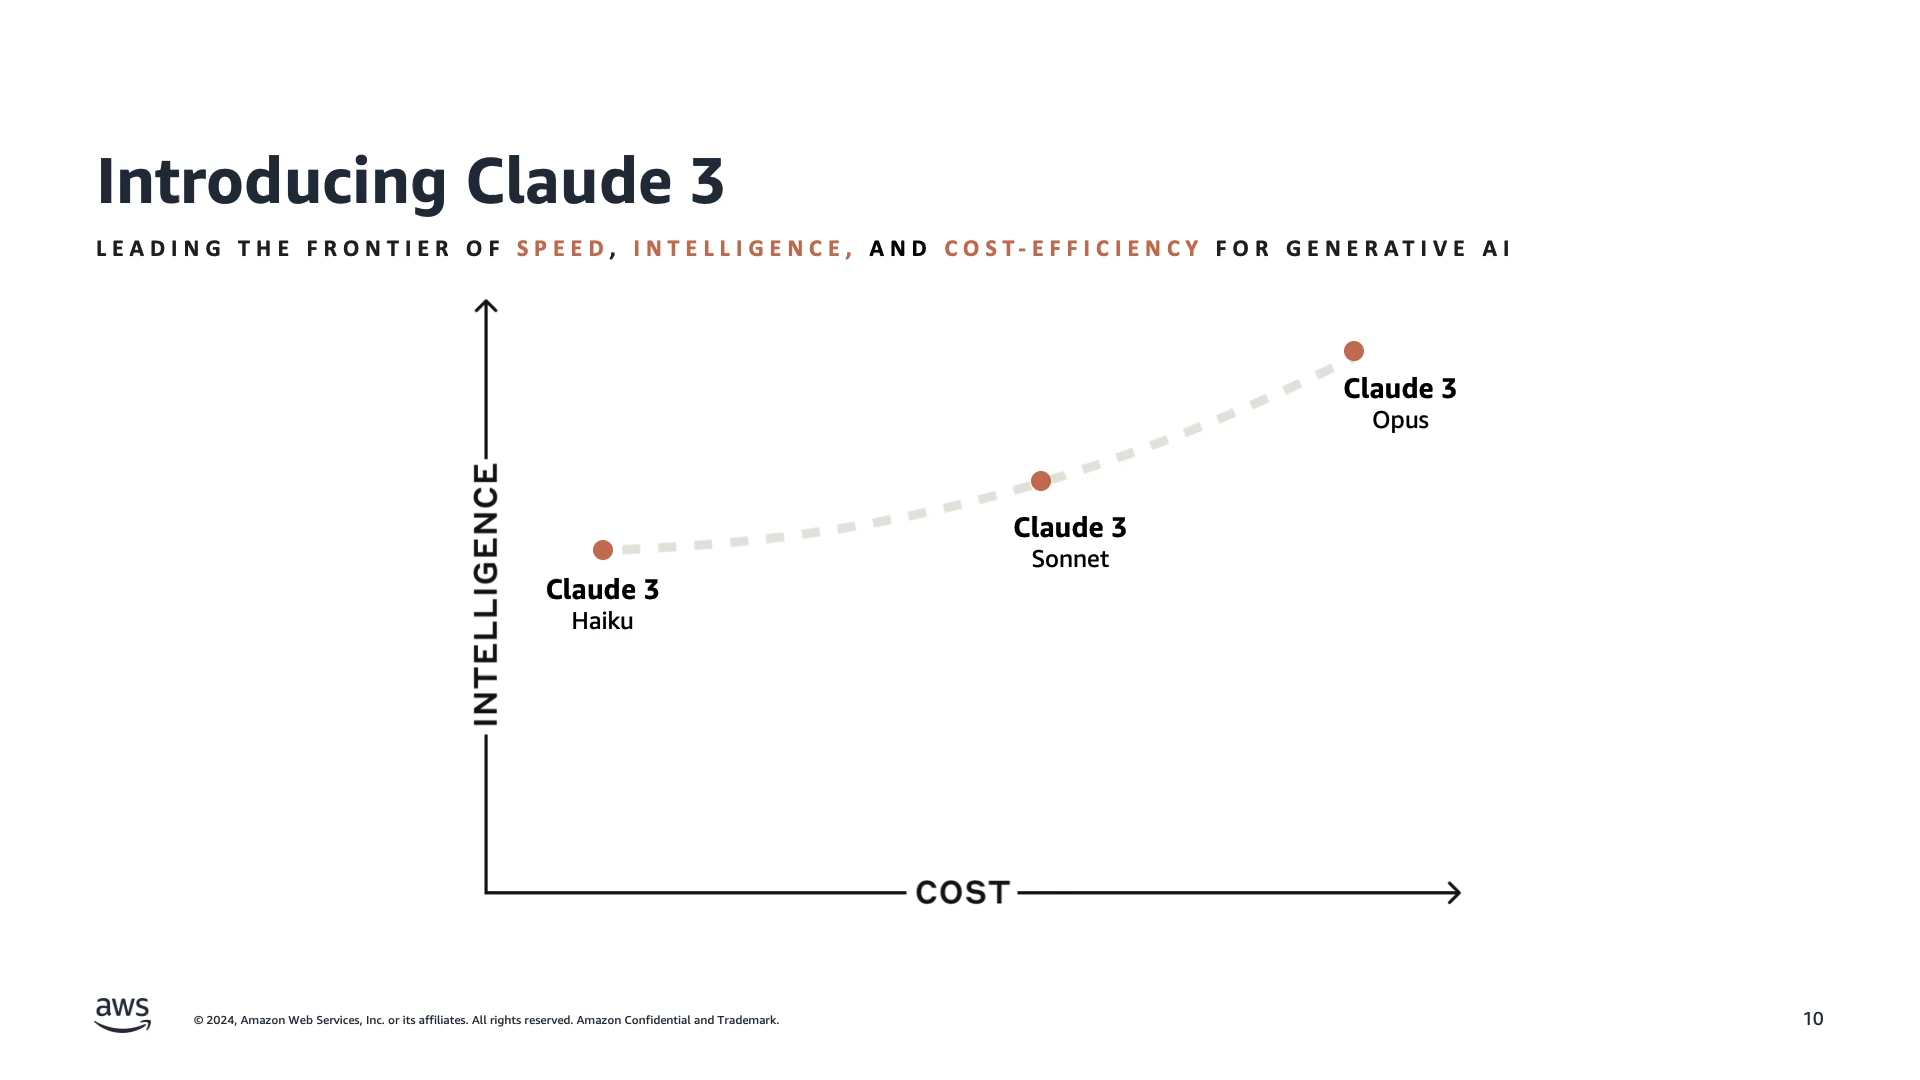 Introducing Claude 3
LEADING THE FRONTIER OF SPEED, INTELLIGENCE, AND COST-EFFICIENCY FOR GENERATIVE AI
INTELLIGENCE
Claude 3
Opus
Claude 3
Sonnet
Claude 3
Haiku
COST
aws
© 2024, Amazon Web Services, Inc. or its affiliates. All rights reserved. Amazon Confidential and Trademark.
10